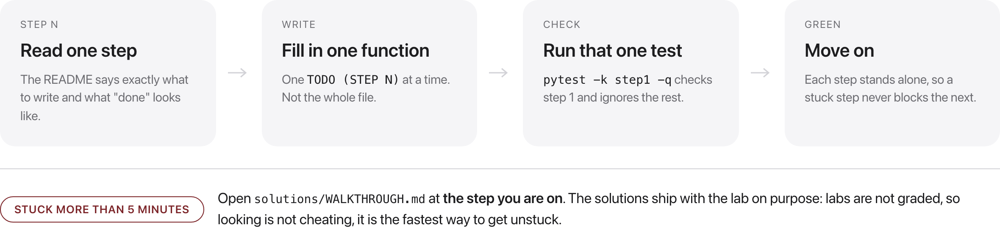 STEP N
Read one step
The README says exactly what
to write and what "done" looks
like.
WRITE
Fill in one function
One TODO (STEP N) at a time.
Not the whole file.
CHECK
Run that one test
pytest -k step1 -q checks
step 1 and ignores the rest.
GREEN
Move on
Each step stands alone, so a
stuck step never blocks the next.
STUCK MORE THAN 5 MINUTES
Open solutions/WALKTHROUGH.md at the step you are on. The solutions ship with the lab on purpose: labs are not graded, so
looking is not cheating, it is the fastest way to get unstuck.